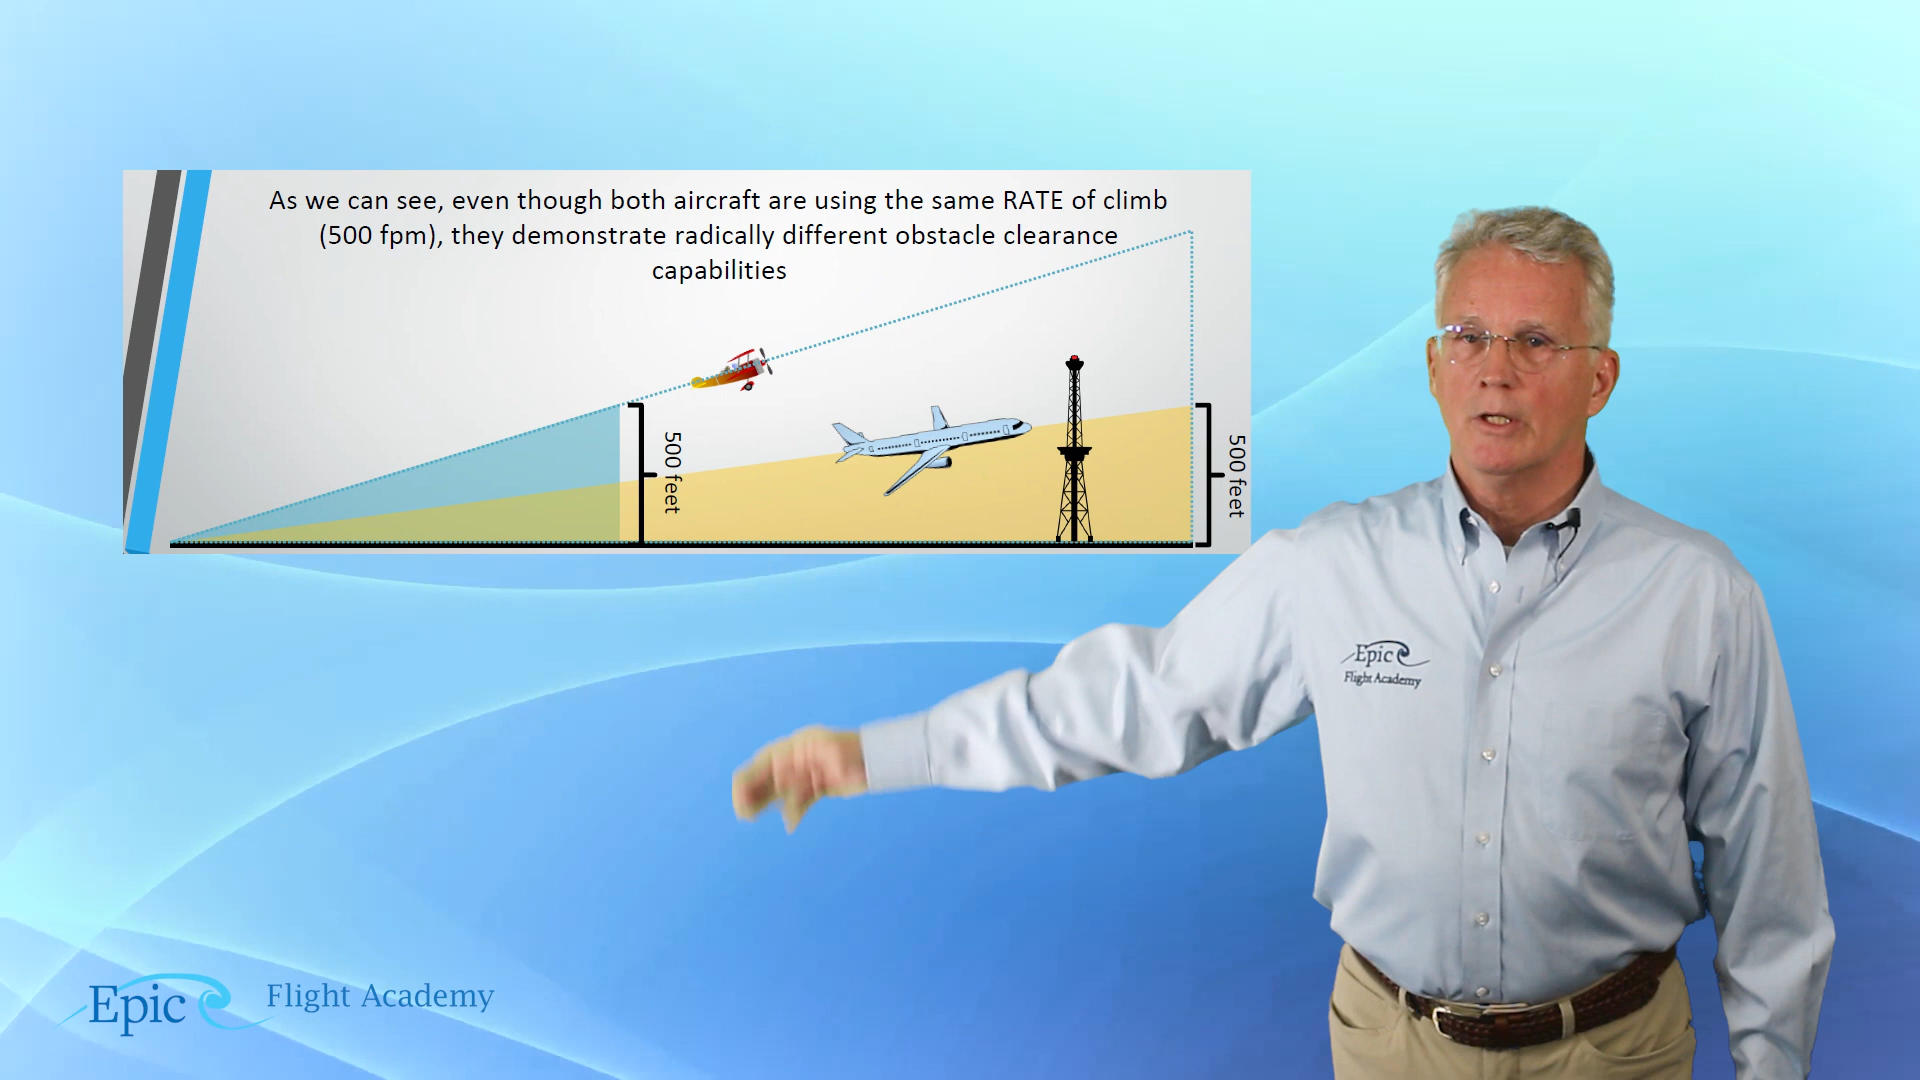 As we can see, even though both aircraft are using the same RATE of climb
(500 fpm), they demonstrate radically different obstacle clearance
capabilities
500 feet
500 feet
Epic
Flight Academy
Epic Flight Academy